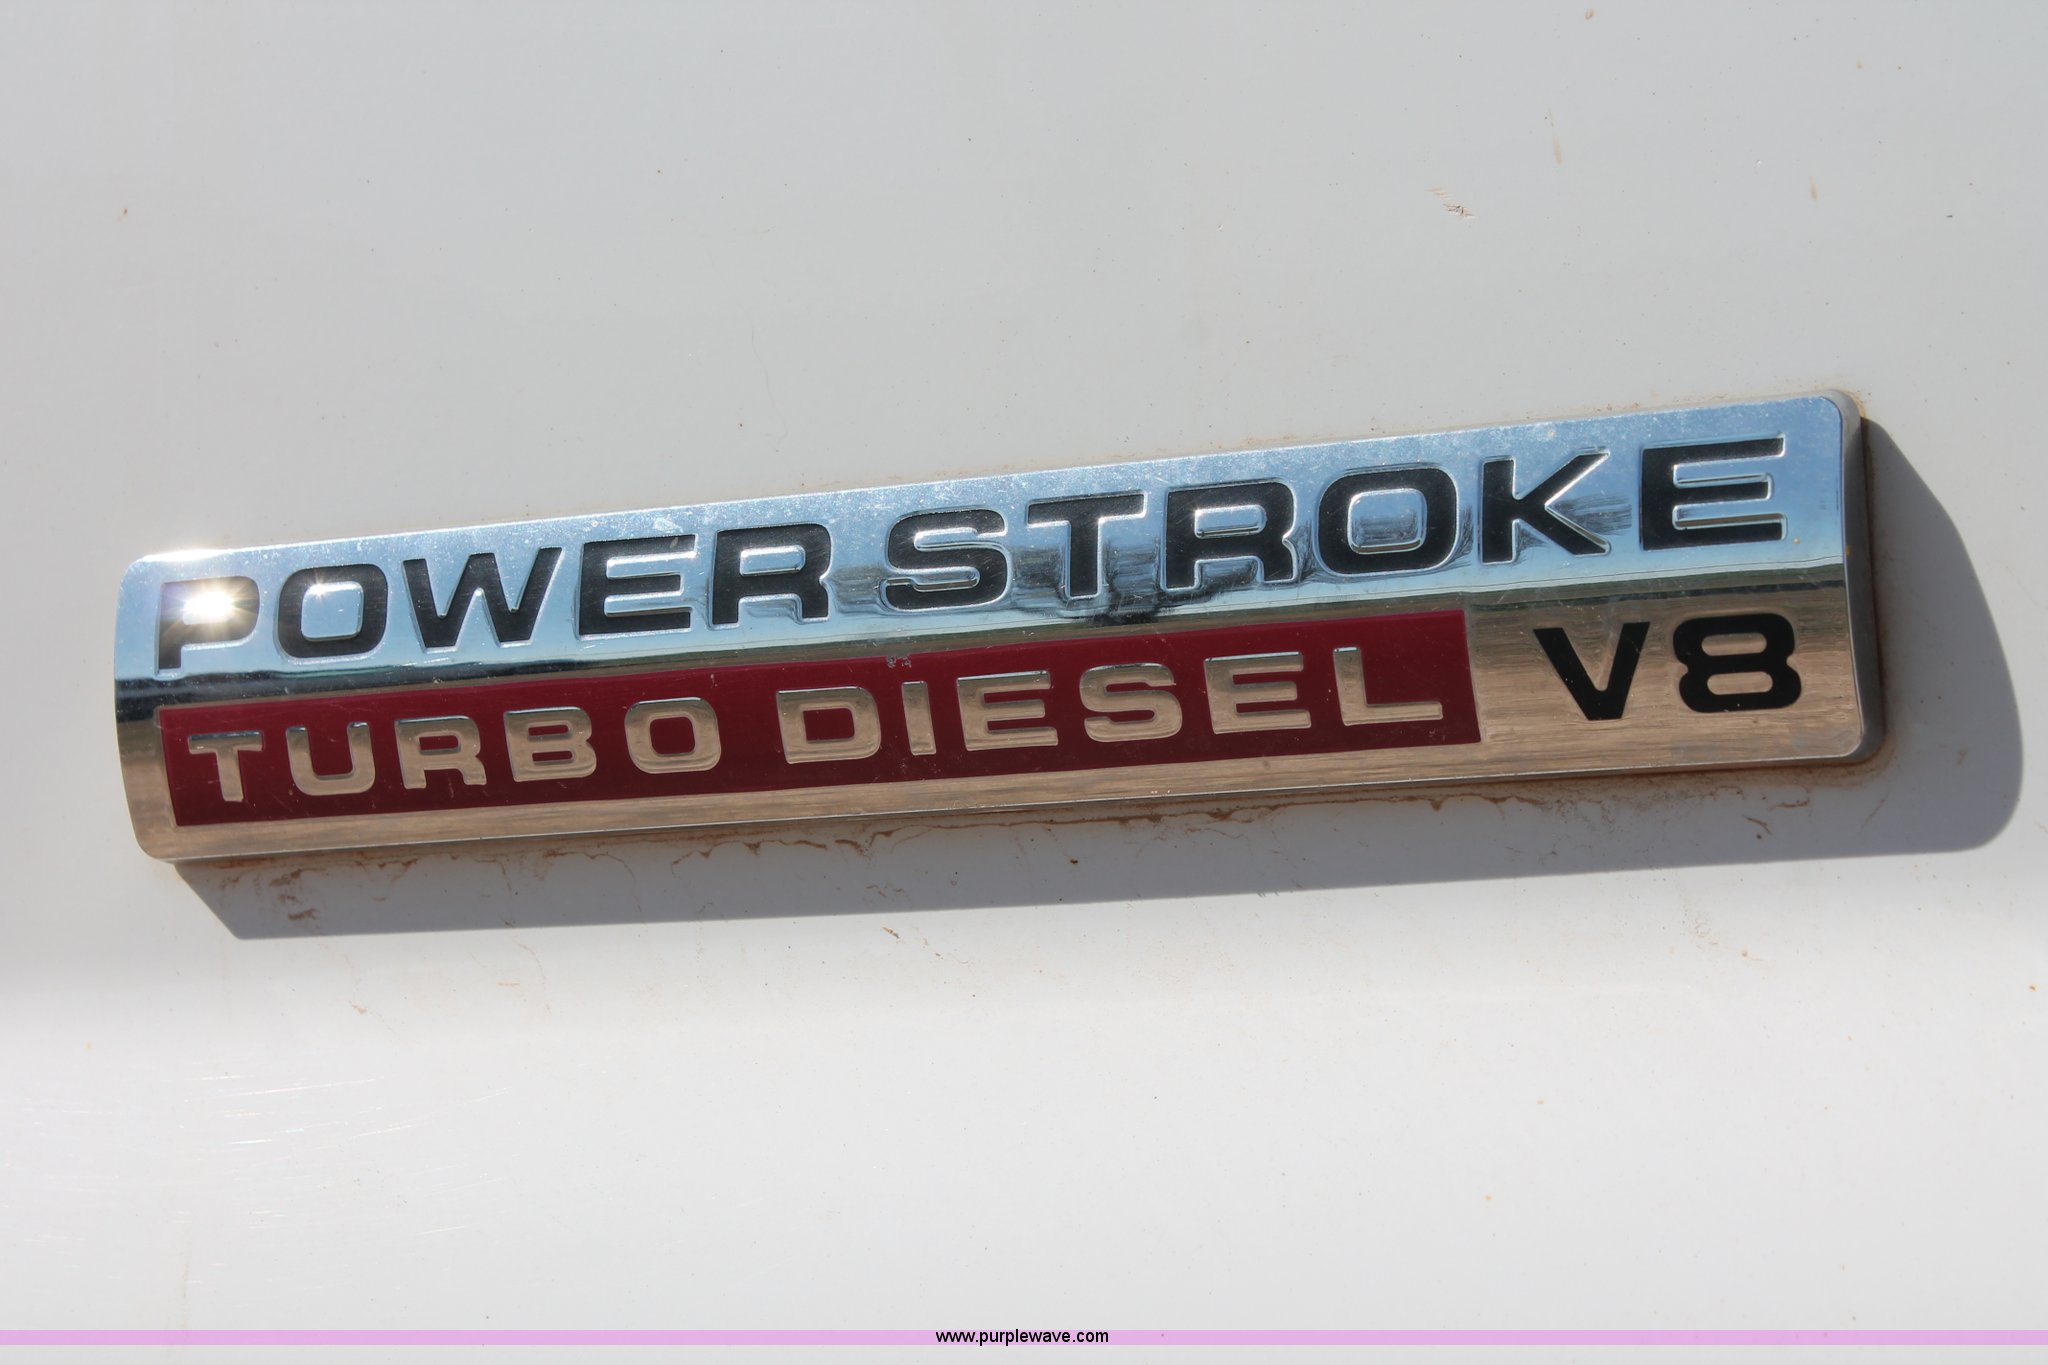 POWER STROKE
TURBO DIESEL V8
www.purplewave.com